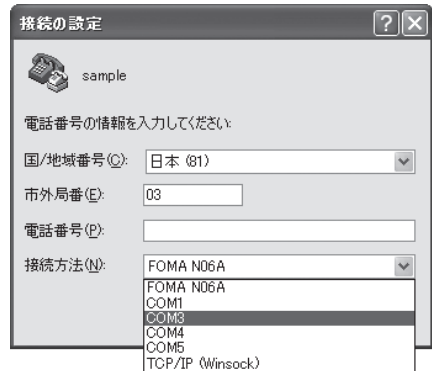 接続の設定
sample
電話番号の情報を入力してください:
国/地域番号(C): 日本 (81)
市外局番(E): 03
電話番号(P):
接続方法(N): FOMA N06A
FOMA N06A
COM1
COM3
COM4
COM5
TCP/IP (Winsock)